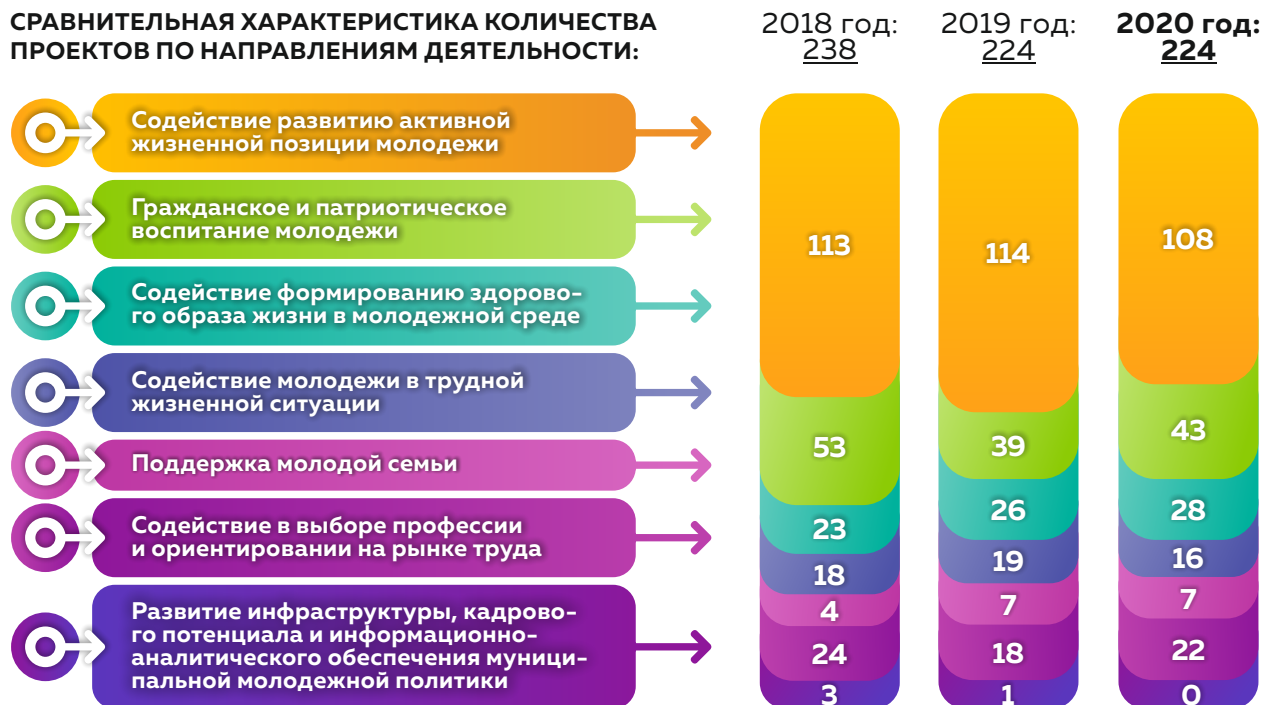 СРАВНИТЕЛЬНАЯ ХАРАКТЕРИСТИКА КОЛИЧЕСТВА
ПРОЕКТОВ ПО НАПРАВЛЕНИЯМ ДЕЯТЕЛЬНОСТИ:
2018 год:
238
2019 год:
224
2020 год:
224
Содействие развитию активной
жизненной позиции молодежи
113
114
108
Гражданское и патриотическое
воспитание молодежи
53
39
43
Содействие формированию здорово-
го образа жизни в молодежной среде
23
26
28
Содействие молодежи в трудной
жизненной ситуации
18
19
16
Поддержка молодой семьи
4
7
7
Содействие в выборе профессии
и ориентировании на рынке труда
24
18
22
Развитие инфраструктуры, кадрово-
го потенциала и информационно-
аналитического обеспечения муници-
пальной молодежной политики
3
1
0